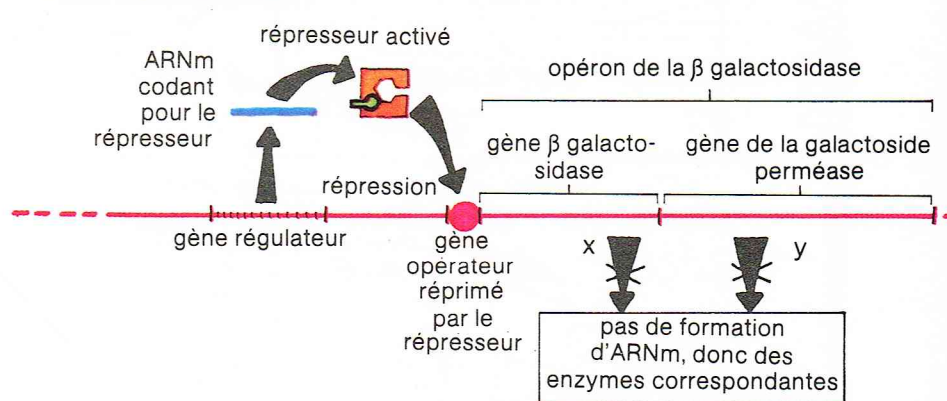 répresseur activé
ARNm
codant
pour le
répresseur
opéron de la β galactosidase
gène β galacto-
sidase
gène de la galactoside
perméase
répression
gène régulateur
gène
opérateur
réprimé
par le
répresseur
x
y
pas de formation
d'ARNm, donc des
enzymes correspondantes